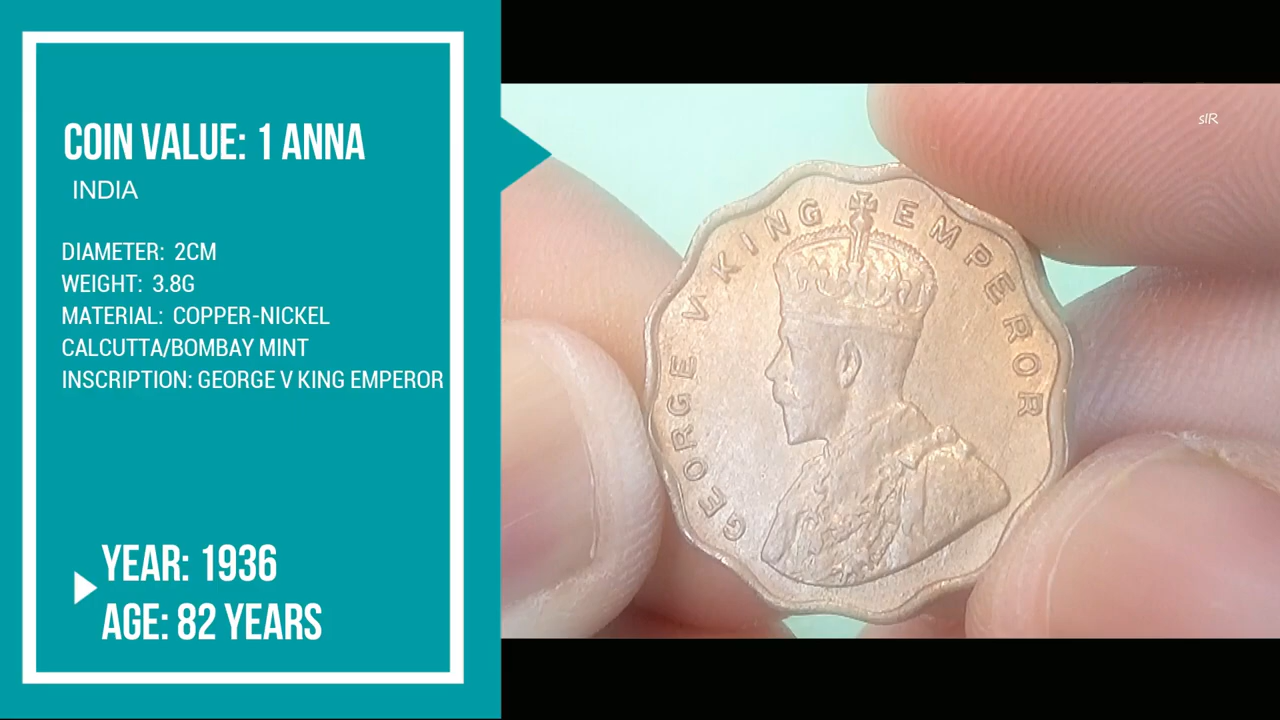 COIN VALUE: 1 ANNA
INDIA
DIAMETER: 2CM
WEIGHT: 3.8G
MATERIAL: COPPER-NICKEL
CALCUTTA/BOMBAY MINT
INSCRIPTION: GEORGE V KING EMPEROR
YEAR: 1936
AGE: 82 YEARS
sIR
GEORGE V KING EMPEROR